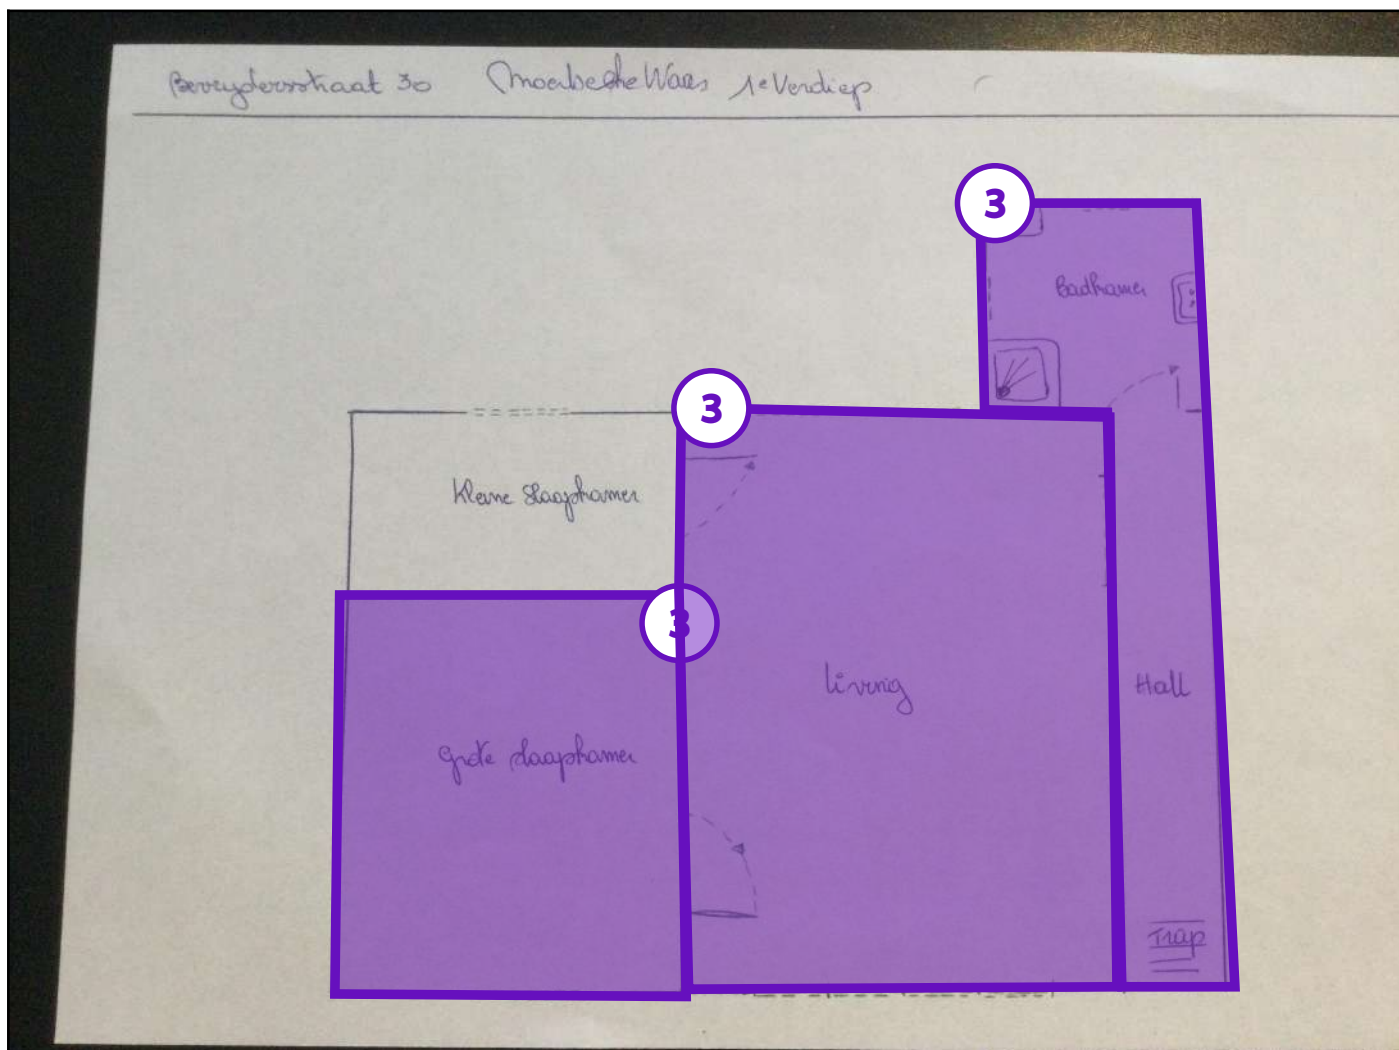 Bevrijdersstraat 30 Moerbeke Waas 1e Verdiep
3
Badkamer
3
Kleine Slaapkamer
3
living
Hall
grote slaapkamer
Trap